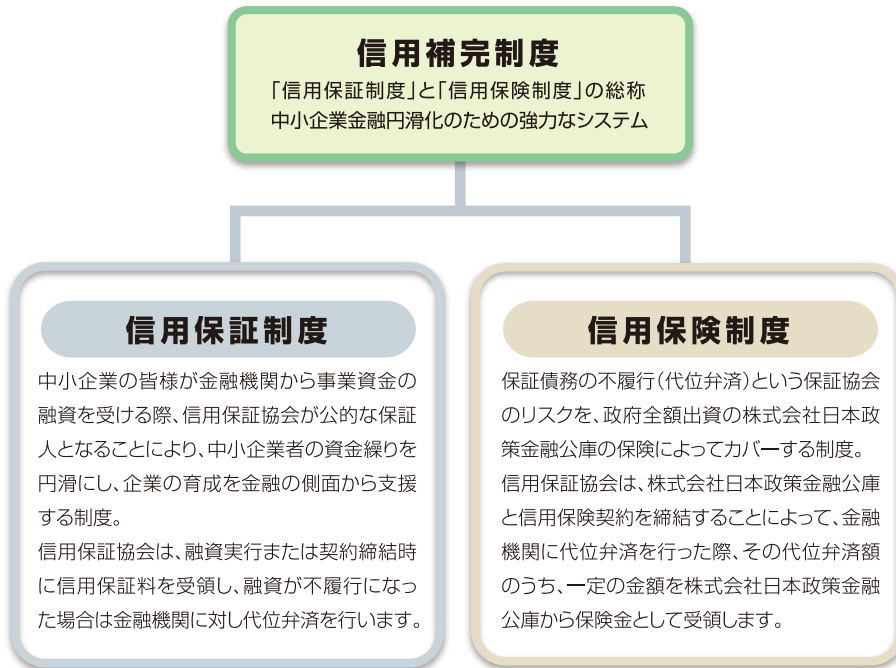 信用補完制度
「信用保証制度」と「信用保険制度」の総称
中小企業金融円滑化のための強力なシステム
信用保証制度
中小企業の皆様が金融機関から事業資金の
融資を受ける際、信用保証協会が公的な保証
人となることにより、中小企業者の資金繰りを
円滑にし、企業の育成を金融の側面から支援
する制度。
信用保証協会は、融資実行または契約締結時
に信用保証料を受領し、融資が不履行になっ
た場合は金融機関に対し代位弁済を行います。
信用保険制度
保証債務の不履行（代位弁済）という保証協会
のリスクを、政府全額出資の株式会社日本政
策金融公庫の保険によってカバーする制度。
信用保証協会は、株式会社日本政策金融公庫
と信用保険契約を締結することによって、金融
機関に代位弁済を行った際、その代位弁済額
のうち、一定の金額を株式会社日本政策金融
公庫から保険金として受領します。